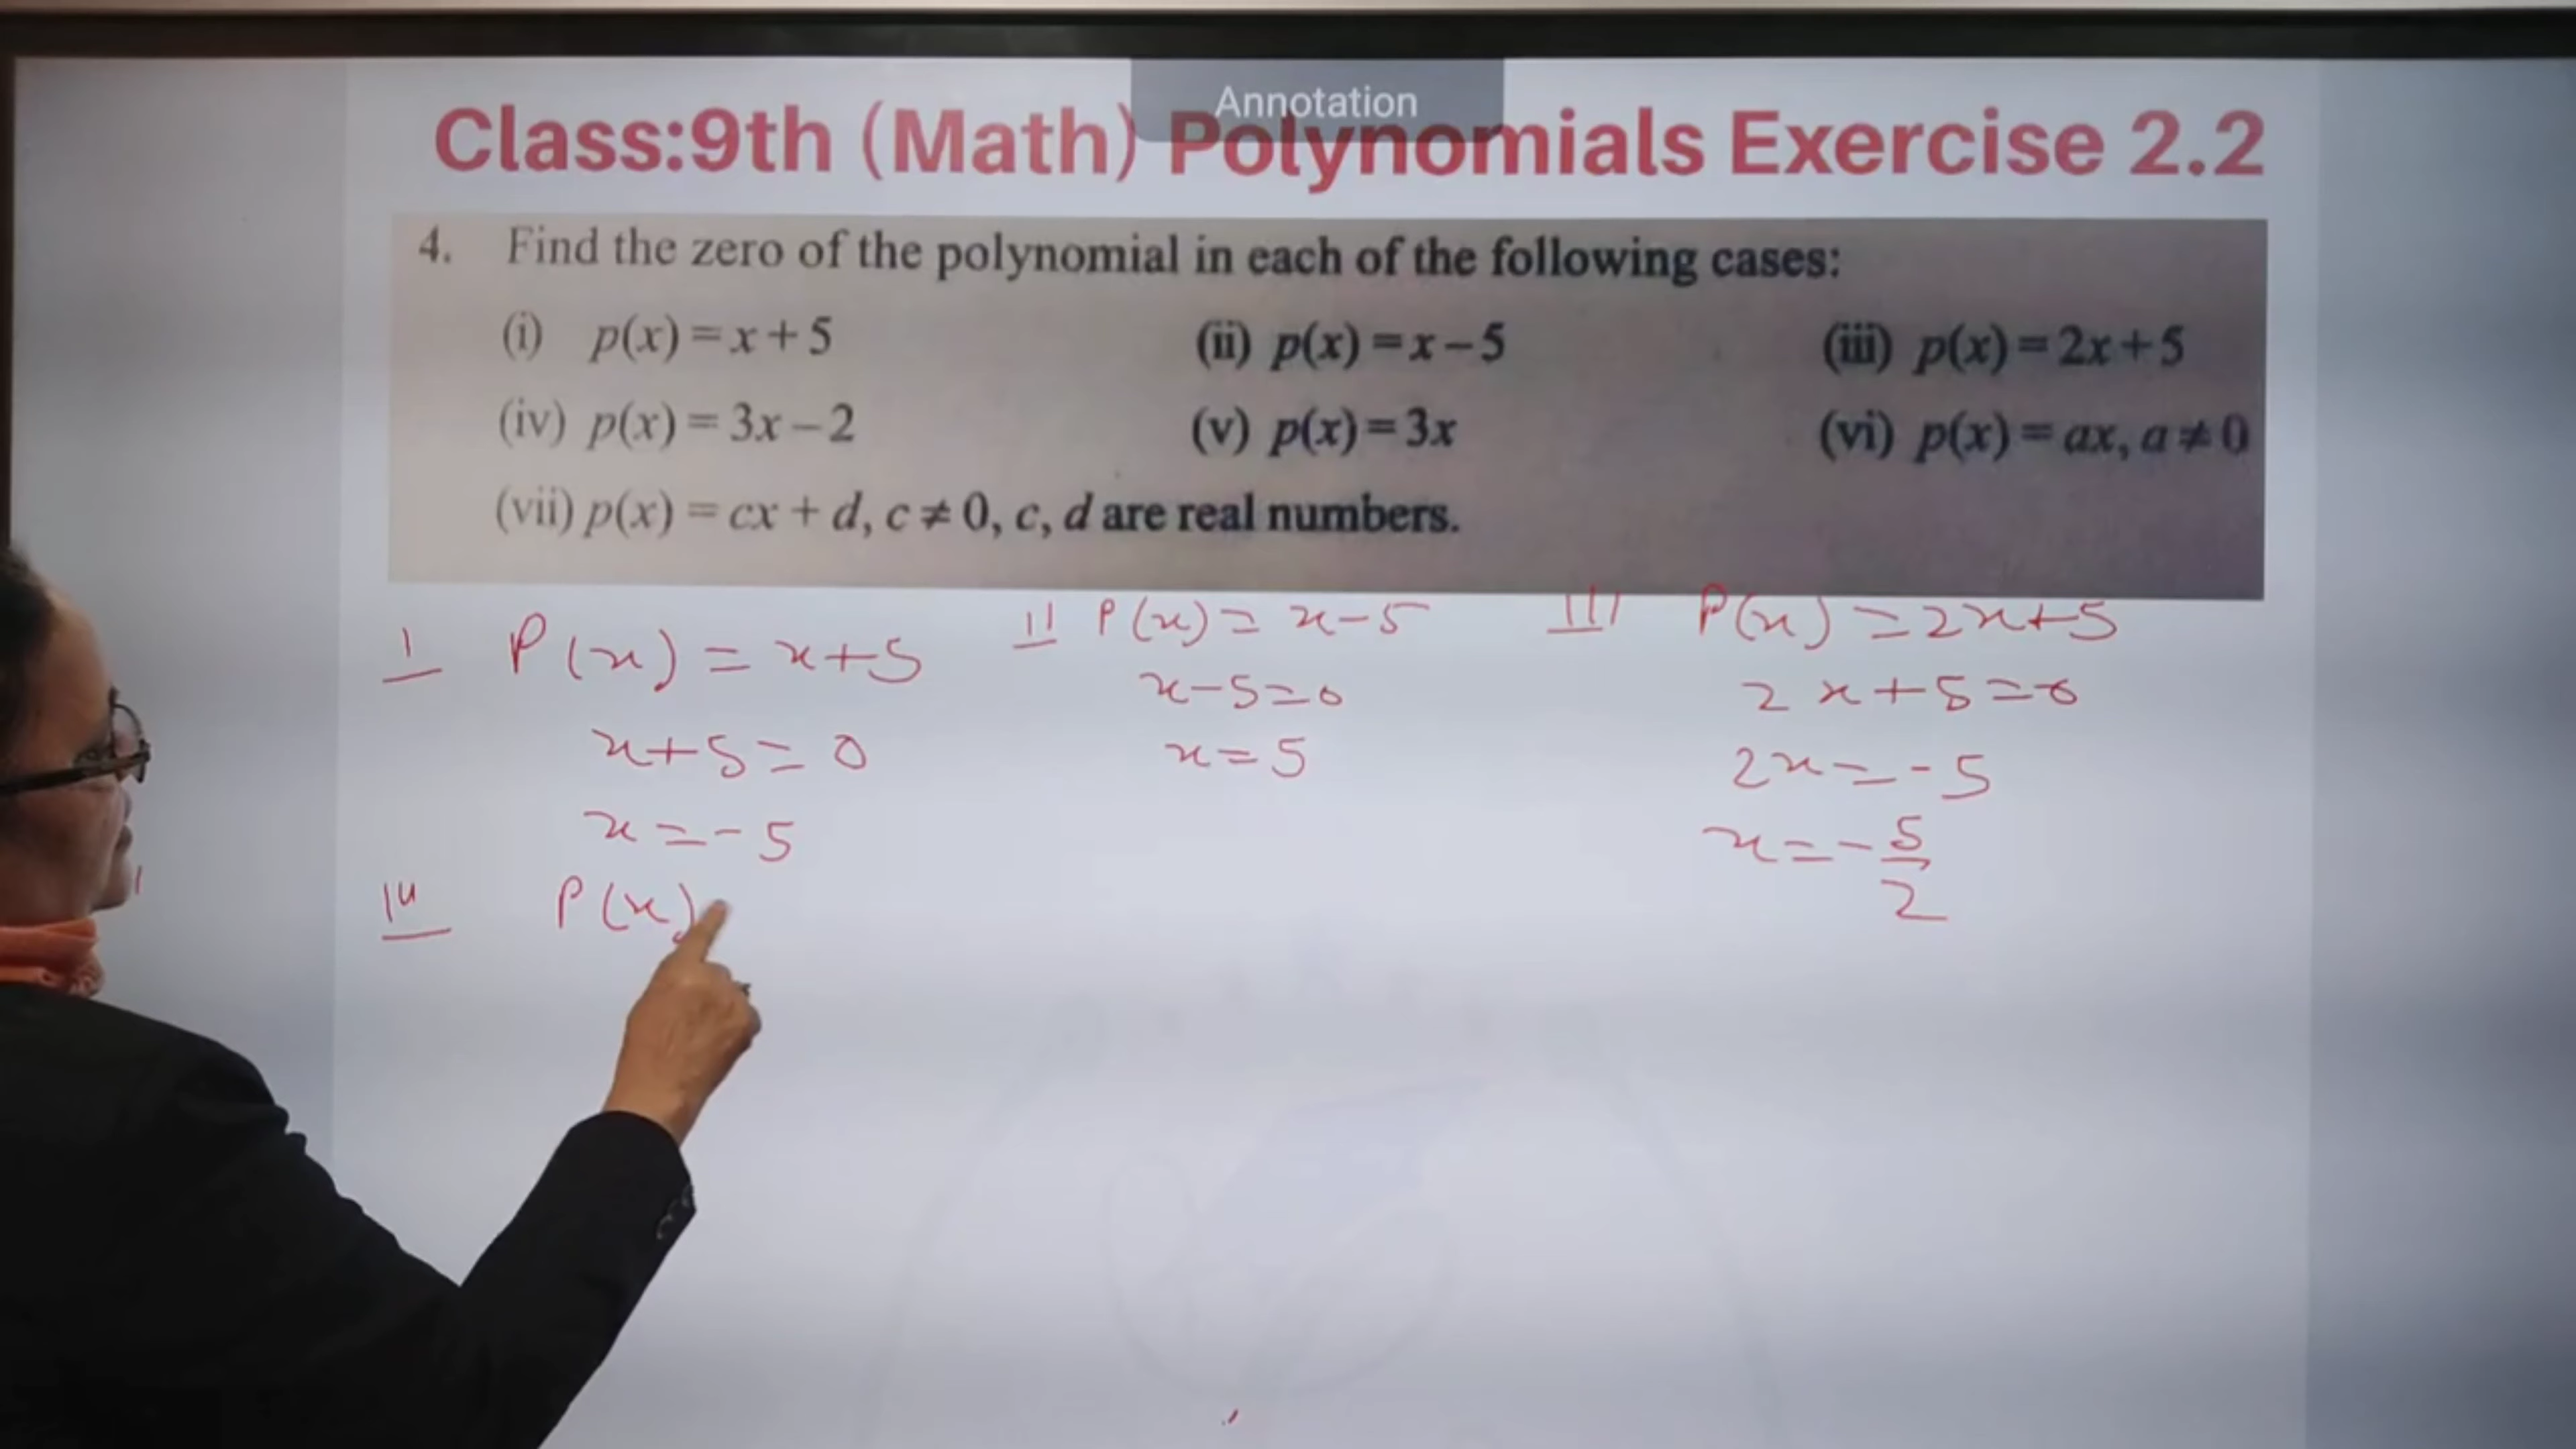 Annotation
Class:9th (Math) Polynomials Exercise 2.2
4. Find the zero of the polynomial in each of the following cases:
(i) p(x) = x + 5 (ii) p(x) = x – 5 (iii) p(x) = 2x + 5
(iv) p(x) = 3x – 2 (v) p(x) = 3x (vi) p(x) = ax, a ≠ 0
(vii) p(x) = cx + d, c ≠ 0, c, d are real numbers.
I P(x) = x+5
x+5=0
x=-5
II P(x) = x-5
x-5=0
x=5
III P(x) = 2x+5
2x+5=0
2x=-5
x=-5/2
IV P(x)